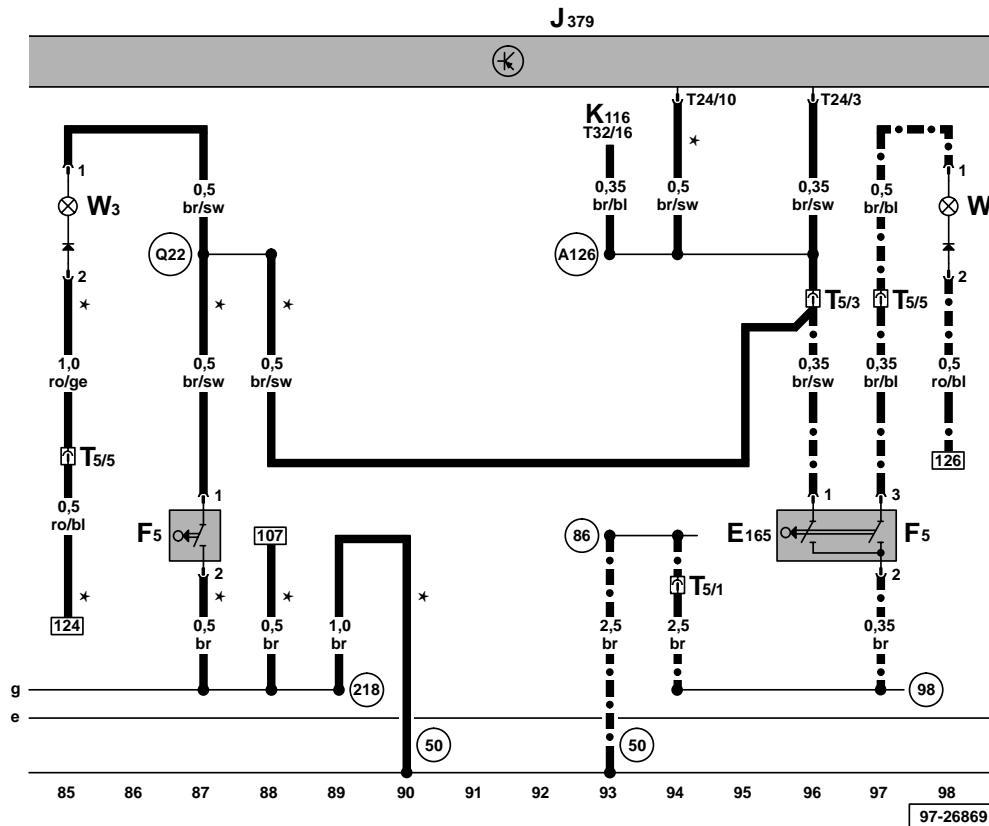 J 379
T24/10
T24/3
K116
T32/16
1
1
W3
W
0,5
br/sw
0,35
br/bl
0,5
br/sw
0,35
br/sw
0,5
br/bl
Q22
A126
2
2
T5/3
T5/5
1,0
ro/ge
0,5
br/sw
0,5
br/sw
0,35
br/sw
0,35
br/bl
0,5
ro/bl
T5/5
126
1
1
3
0,5
ro/bl
F5
107
86
E165
F5
2
T5/1
2
124
0,5
br
0,5
br
1,0
br
2,5
br
2,5
br
0,35
br
g
218
98
e
50
50
85 86 87 88 89 90 91 92 93 94 95 96 97 98
97-26869